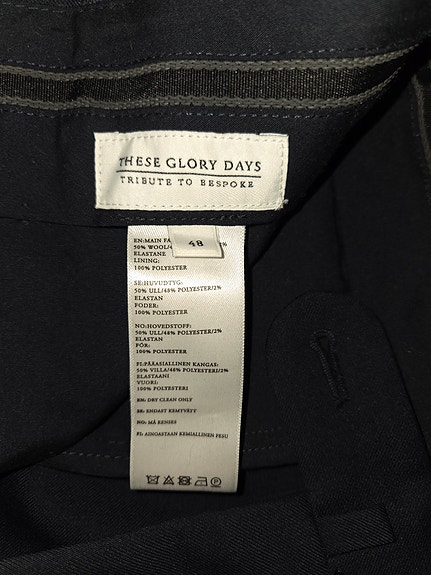 THESE GLORY DAYS
TRIBUTE TO BESPOKE
48
EN:MAIN FA
50% WOOL/4 %
ELASTANE
LINING:
100% POLYESTER
SE:HUVUDTYG:
50% ULL/48% POLYESTER/2%
ELASTAN
FODER:
100% POLYESTER
NO:HOVEDSTOFF:
50% ULL/48% POLYESTER/2%
ELASTAN
FÔR:
100% POLYESTER
FI:PÄÄASIALLINEN KANGAS:
50% VILLA/48% POLYESTERI/2%
ELASTAANI
VUORI:
100% POLYESTERI
EN: DRY CLEAN ONLY
SE: ENDAST KEMTVÄTT
NO: MÅ RENSES
FI: AINOASTAAN KEMIALLINEN PESU